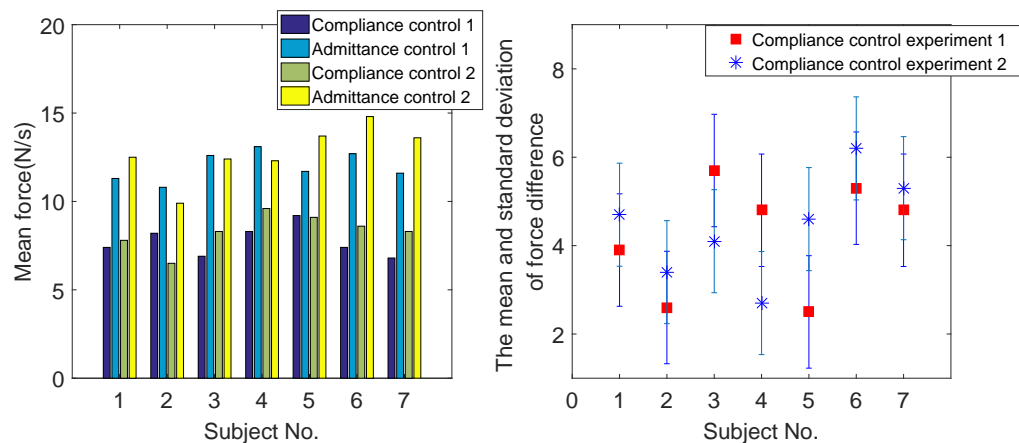 20
15
10
5
0
Mean force(N/s)
Compliance control 1
Admittance control 1
Compliance control 2
Admittance control 2
1 2 3 4 5 6 7
Subject No.
8
6
4
2
The mean and standard deviation
of force difference
Compliance control experiment 1
Compliance control experiment 2
0 1 2 3 4 5 6 7
Subject No.